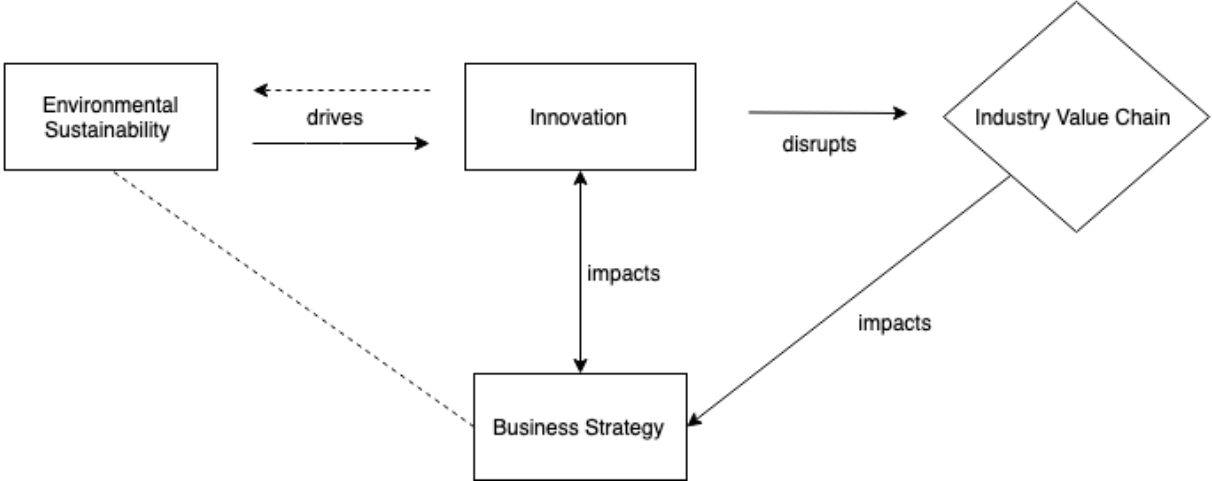 Environmental
Sustainability
drives
Innovation
disrupts
Industry Value Chain
impacts
impacts
Business Strategy